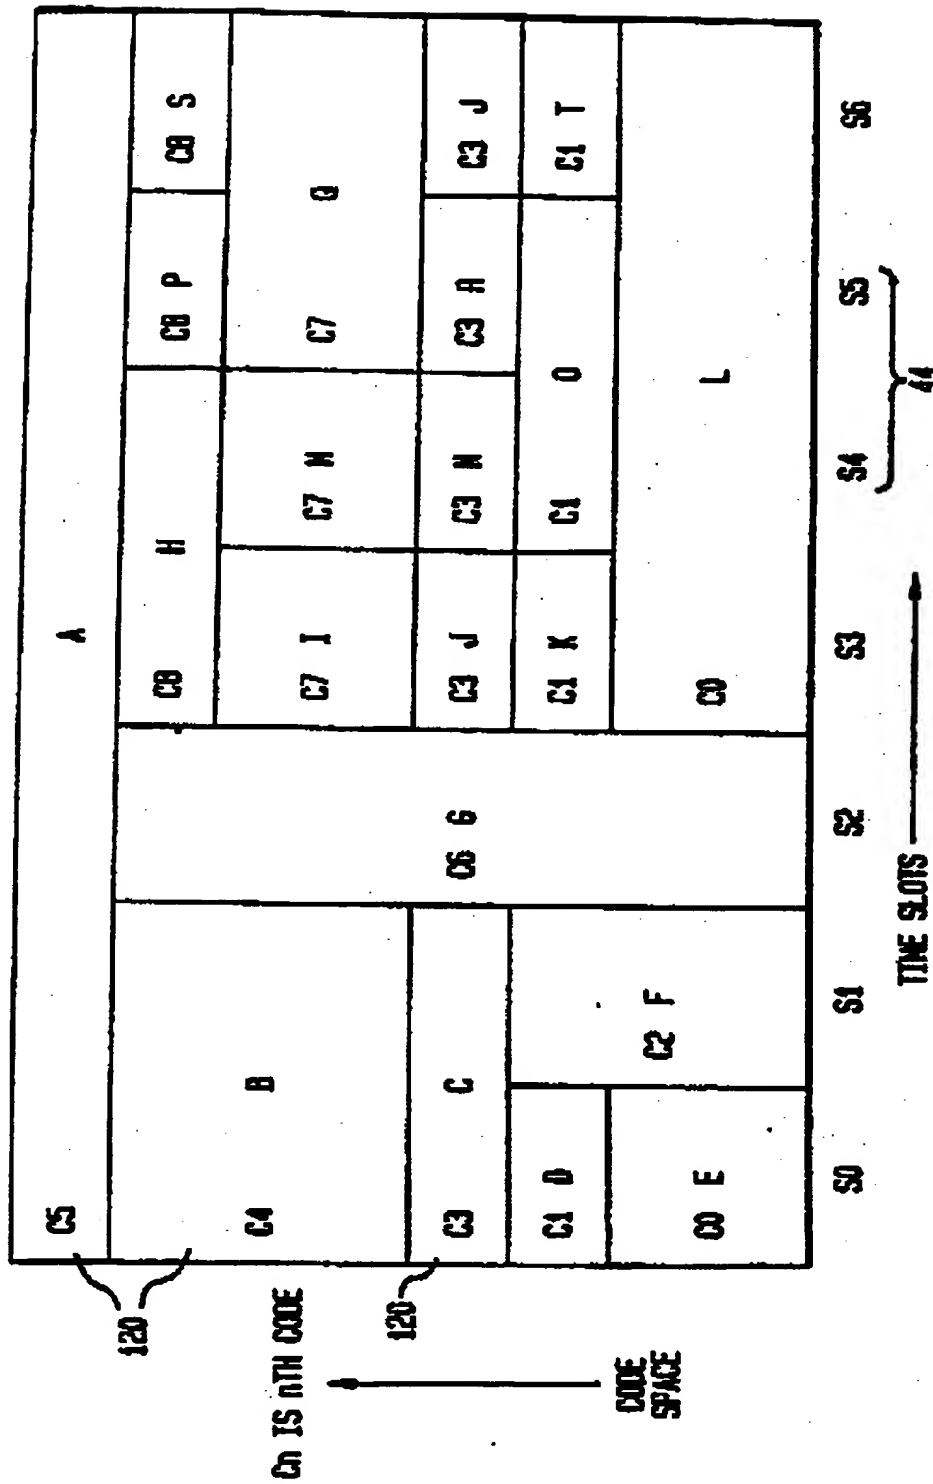 C5 A
C8 H
C8 P
C8 S
C4 B
C7 I
C7 M
C7 Q
C6 G
C3 C
C3 J
C3 N
C3 R
C3 J
C1 D
C1 K
C1 O
C1 T
C2 F
C0 E
C0 L
S0 S1 S2 S3 S4 S5 S6
44
TIME SLOTS
120
120
Cn IS nTH CODE
CODE
SPACE